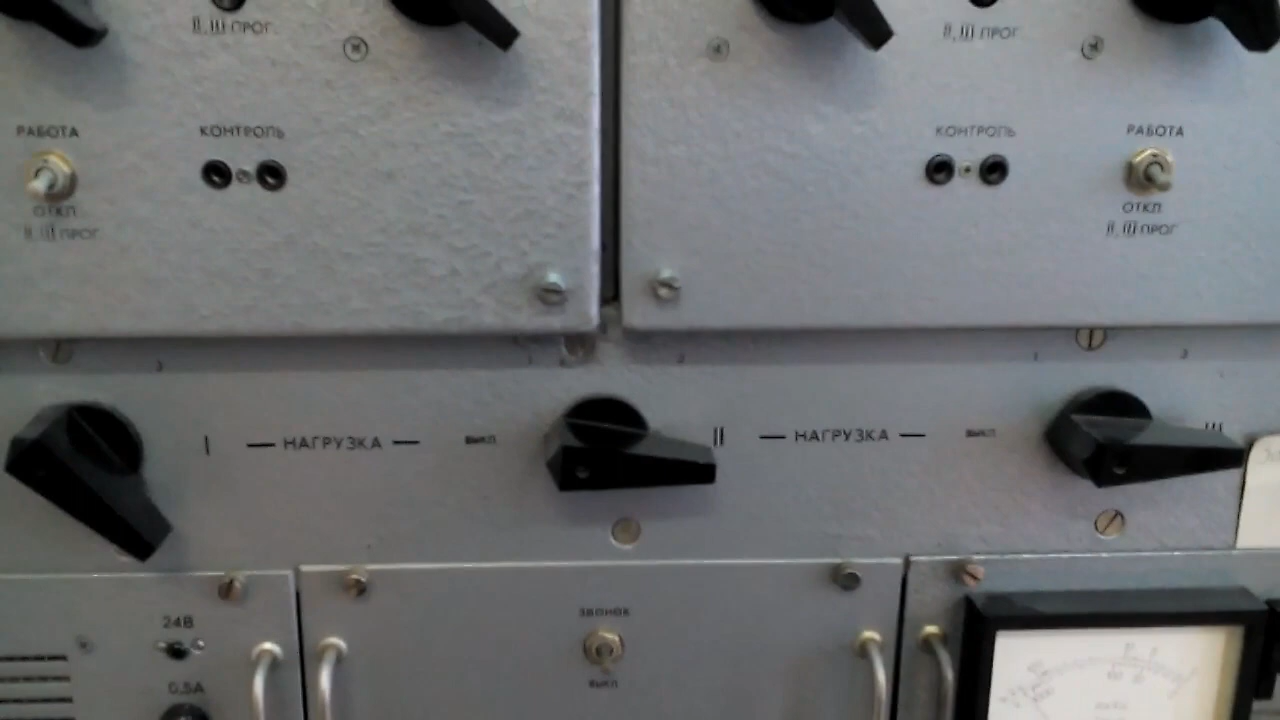 II, III ПРОГ
II, III ПРОГ
РАБОТА
КОНТРОЛЬ
КОНТРОЛЬ
РАБОТА
ОТКЛ
II, III ПРОГ
ОТКЛ
II, III ПРОГ
I — НАГРУЗКА — ВЫКЛ
II — НАГРУЗКА — ВЫКЛ
III
24В
0,5А
ЗВОНОК
ВЫКЛ